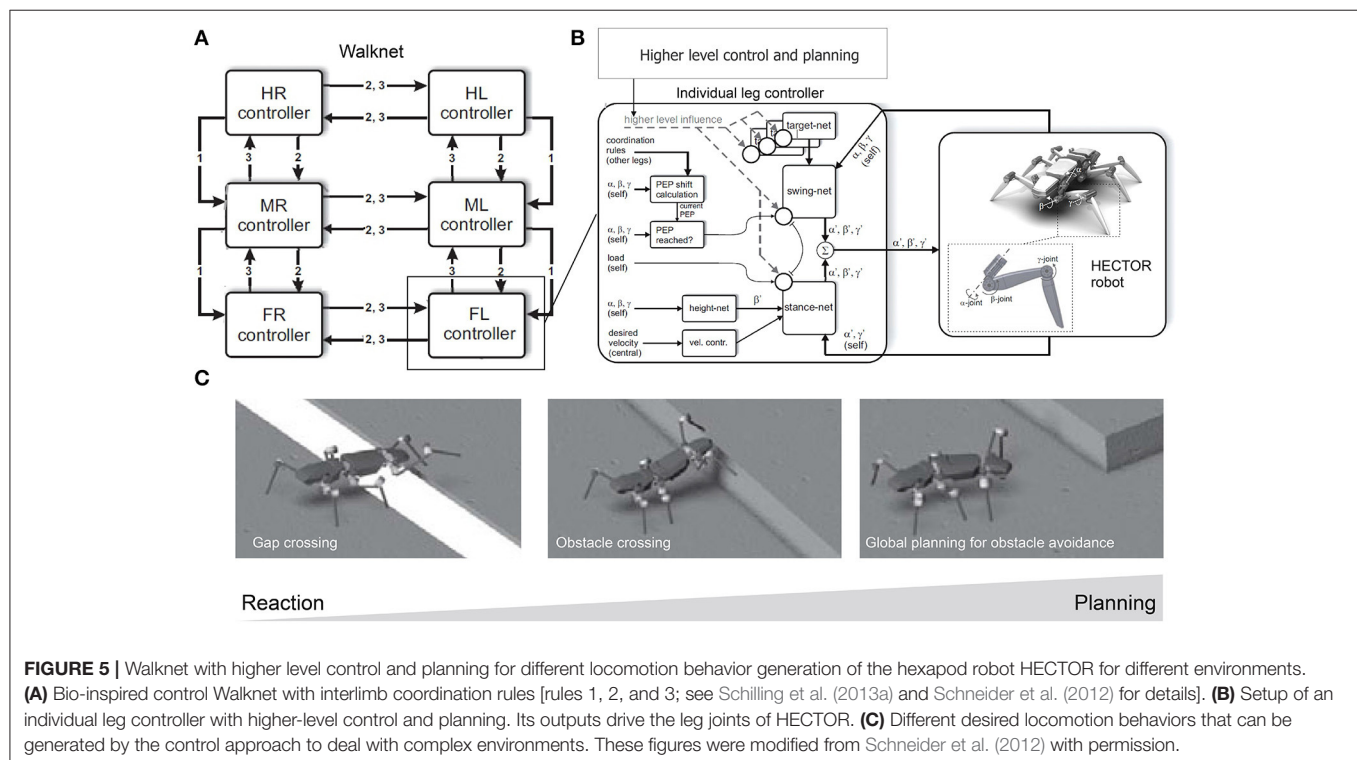 A
Walknet
HR
controller
2, 3
2, 3
HL
controller
1
3
2
3
2
1
MR
controller
2, 3
2, 3
ML
controller
1
3
2
3
2
1
FR
controller
2, 3
2, 3
FL
controller
B
Higher level control and planning
Individual leg controller
higher level influence
target-net
coordination
rules
(other legs)
α, β, γ
(self)
PEP shift
calculation
current
PEP
α, β, γ
(self)
PEP
reached?
load
(self)
α, β, γ
(self)
height-net
β'
desired
velocity
(central)
vel. contr.
swing-net
α, β, γ
(self)
α', β', γ'
Σ
α', β', γ'
α', β', γ'
stance-net
α', γ'
(self)
α
β
γ
γ-joint
α-joint
β-joint
HECTOR
robot
C
Gap crossing
Obstacle crossing
Global planning for obstacle avoidance
Reaction
Planning
FIGURE 5 | Walknet with higher level control and planning for different locomotion behavior generation of the hexapod robot HECTOR for different environments.
(A) Bio-inspired control Walknet with interlimb coordination rules [rules 1, 2, and 3; see Schilling et al. (2013a) and Schneider et al. (2012) for details]. (B) Setup of an
individual leg controller with higher-level control and planning. Its outputs drive the leg joints of HECTOR. (C) Different desired locomotion behaviors that can be
generated by the control approach to deal with complex environments. These figures were modified from Schneider et al. (2012) with permission.